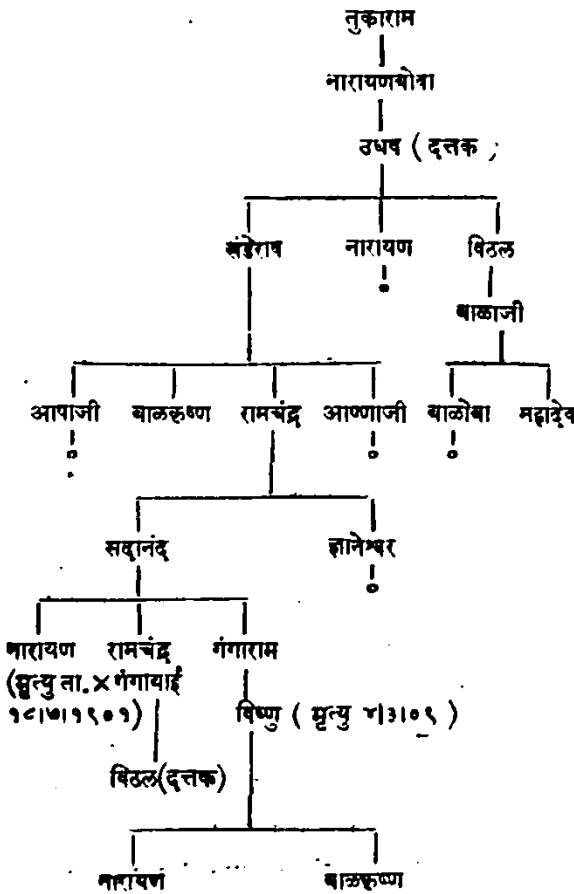 तुकाराम
नारायणबोवा
उधव ( दत्तक )
खंडेराव नारायण विठल
बाळाजी
आपाजी बाळकृष्ण रामचंद्र आण्णाजी बाळोबा महादेव
सदानंद ज्ञानेश्वर
नारायण रामचंद्र गंगाराम
(मृत्यु ता. × गंगाबाई
१८।७।१९०१)
विष्णु ( मृत्यु ४|३|०९ )
विठल(दत्तक)
नारायण बाळकृष्ण